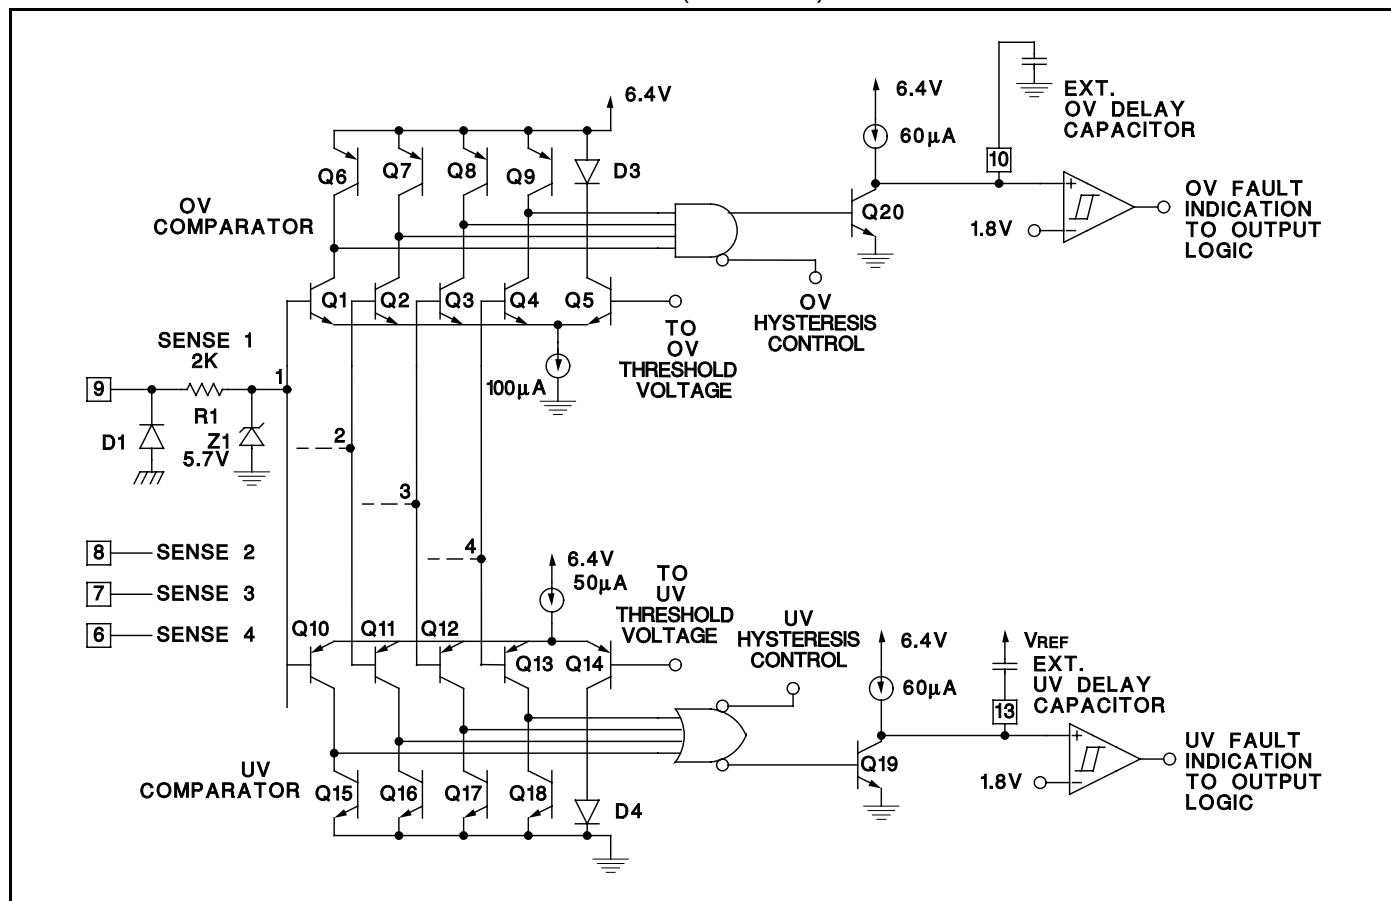 6.4V
6.4V
60µA
EXT.
OV DELAY
CAPACITOR
10
Q6
Q7
Q8
Q9
D3
OV
COMPARATOR
Q20
+
1.8V
−
OV FAULT
INDICATION
TO OUTPUT
LOGIC
Q1
Q2
Q3
Q4
Q5
TO
OV
THRESHOLD
VOLTAGE
OV
HYSTERESIS
CONTROL
100µA
SENSE 1
2K
9
1
R1
D1
Z1
5.7V
2
3
4
8
SENSE 2
7
SENSE 3
6
SENSE 4
6.4V
50µA
TO
UV
THRESHOLD
VOLTAGE
UV
HYSTERESIS
CONTROL
Q10
Q11
Q12
Q13
Q14
6.4V
60µA
VREF
EXT.
UV DELAY
CAPACITOR
13
Q19
+
1.8V
−
UV FAULT
INDICATION
TO OUTPUT
LOGIC
UV
COMPARATOR
Q15
Q16
Q17
Q18
D4